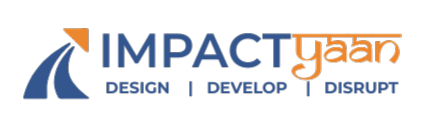 IMPACTyaan
DESIGN | DEVELOP | DISRUPT